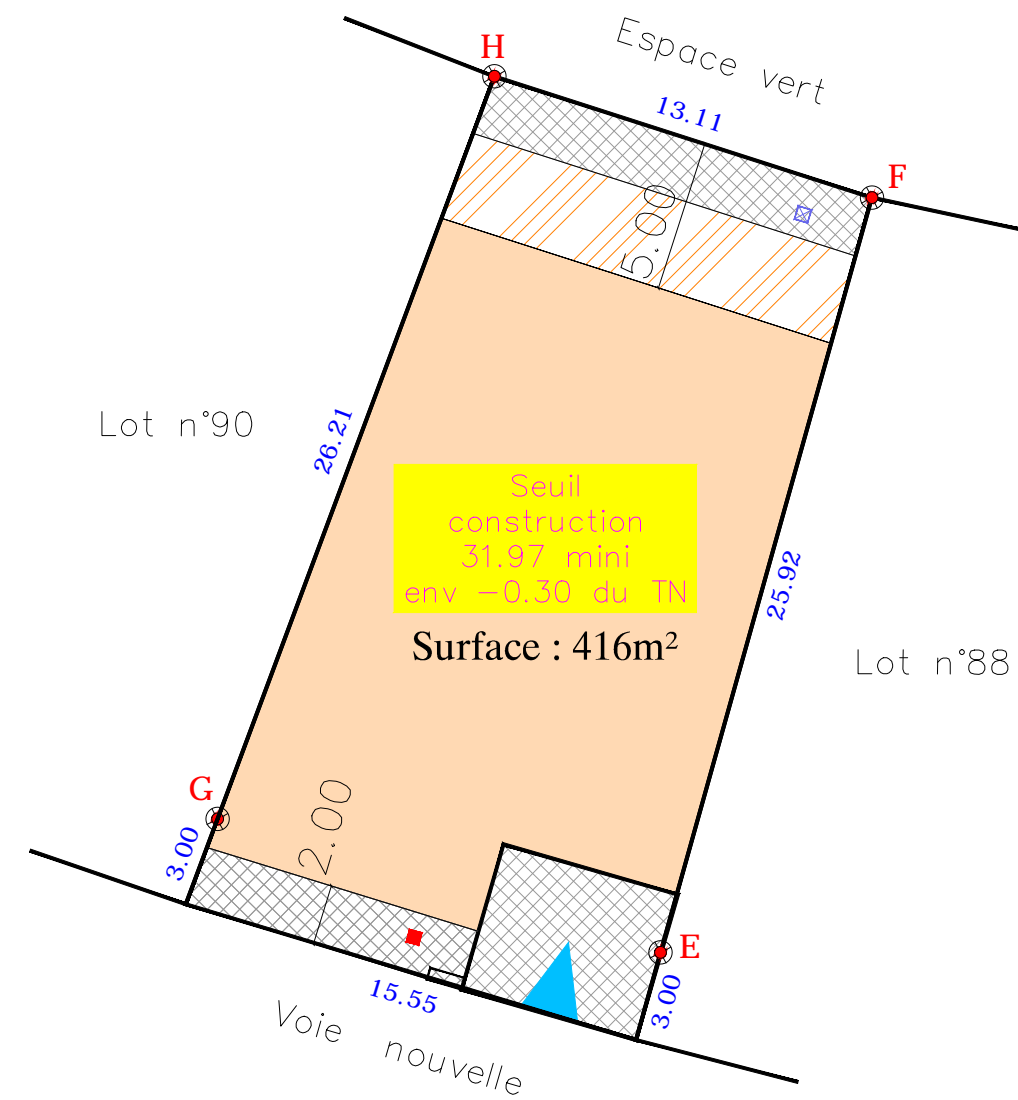 Espace vert
H
13.11
F
5.00
Lot n°90
26.21
Seuil
construction
31.97 mini
env −0.30 du TN
25.92
Surface : 416m²
Lot n°88
G
2.00
3.00
E
15.55
3.00
Voie nouvelle